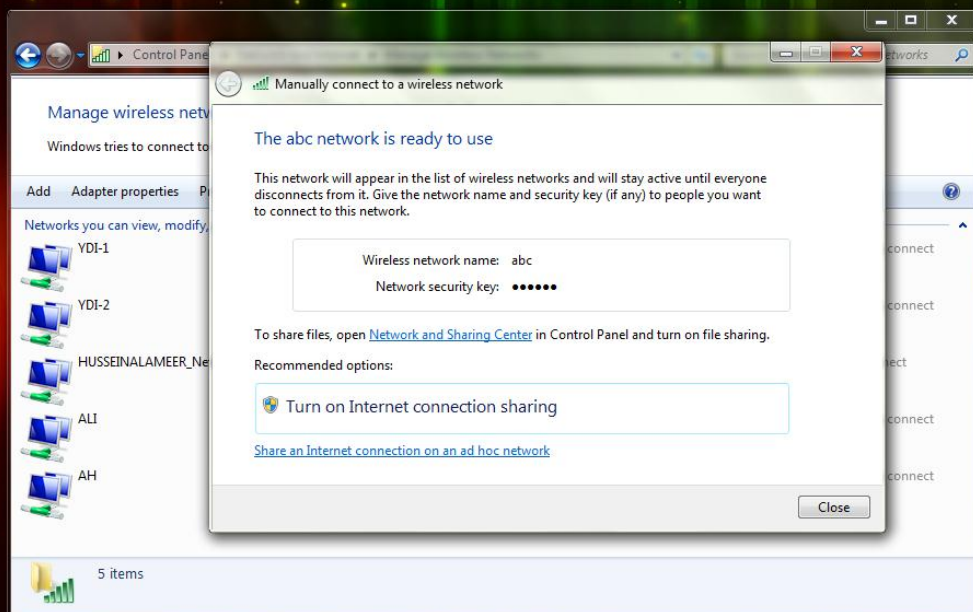 Control Pane
etworks
Manually connect to a wireless network
Manage wireless netw
Windows tries to connect to
Add Adapter properties
Networks you can view, modify,
YDI-1
connect
YDI-2
connect
HUSSEINALAMEER_Ne
nect
ALI
connect
AH
connect
5 items
The abc network is ready to use
This network will appear in the list of wireless networks and will stay active until everyone
disconnects from it. Give the network name and security key (if any) to people you want
to connect to this network.
Wireless network name: abc
Network security key: ●●●●●●
To share files, open Network and Sharing Center in Control Panel and turn on file sharing.
Recommended options:
Turn on Internet connection sharing
Share an Internet connection on an ad hoc network
Close